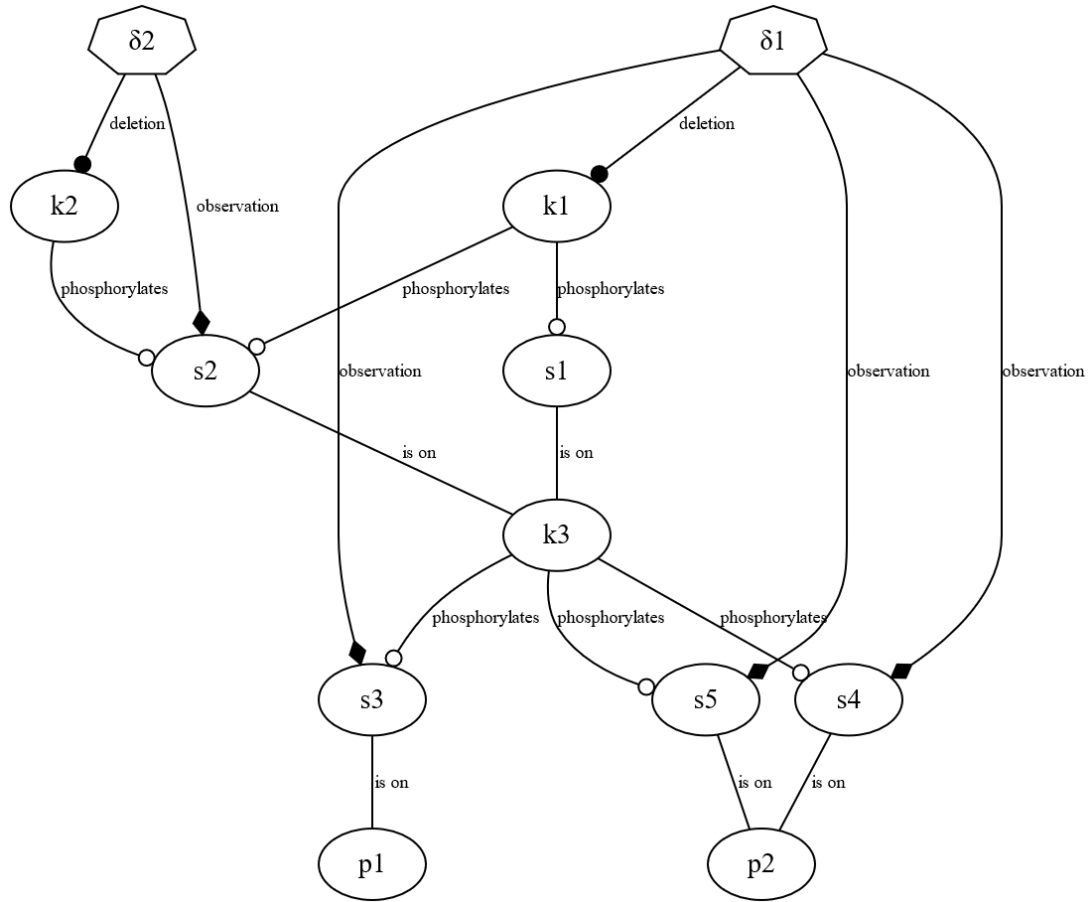 δ2
δ1
deletion
deletion
k2
observation
k1
phosphorylates
phosphorylates
phosphorylates
s2
observation
s1
observation
observation
is on
is on
k3
phosphorylates
phosphorylates
phosphorylates
s3
s5
s4
is on
is on
is on
p1
p2